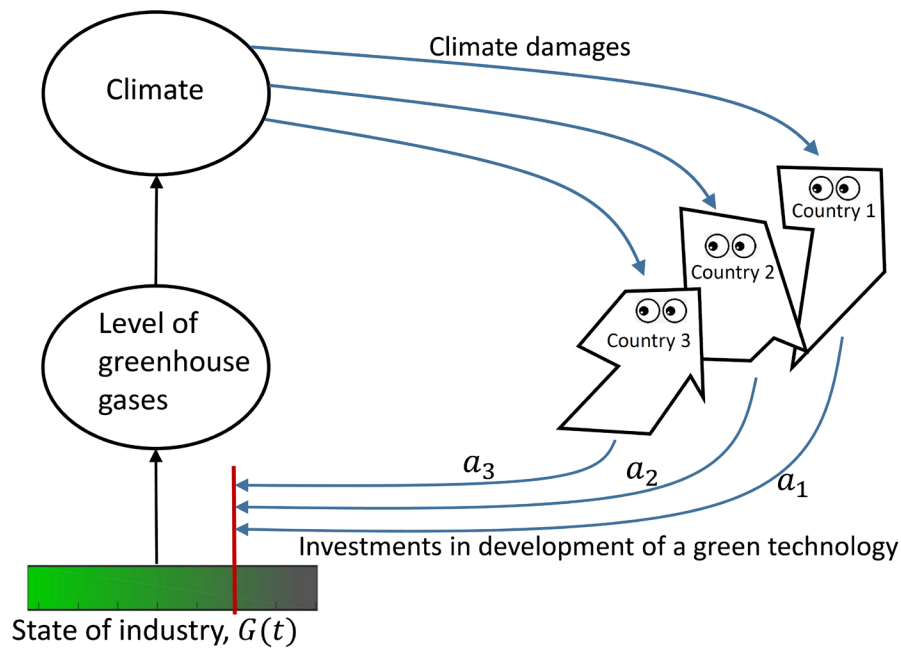 Climate damages
Climate
Country 1
Country 2
Level of
greenhouse
gases
Country 3
a₃
a₂
a₁
Investments in development of a green technology
State of industry, G(t)